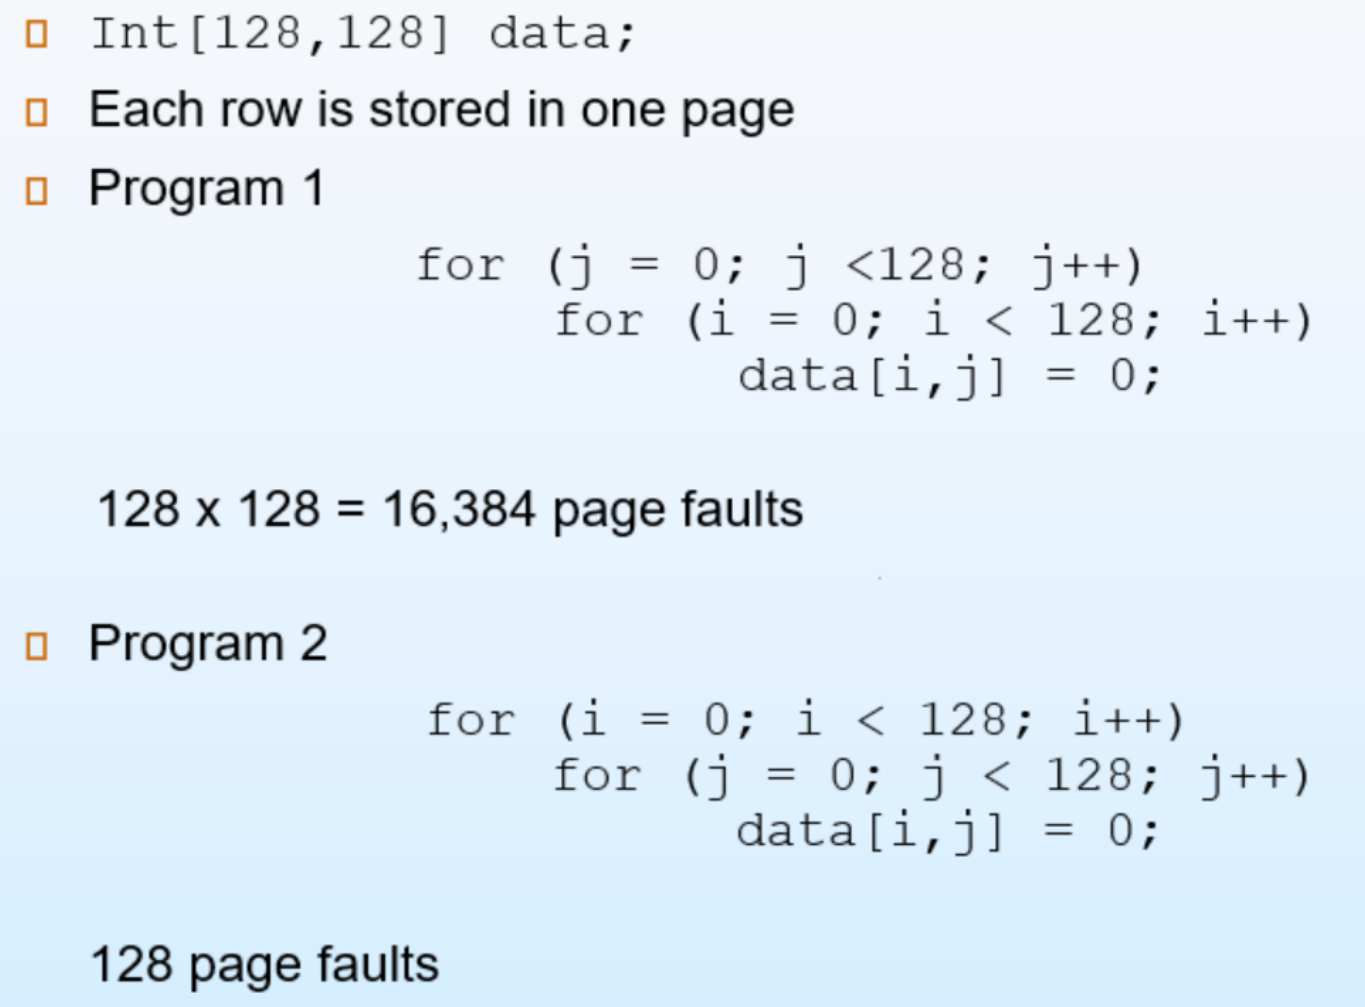 Int[128,128] data;
Each row is stored in one page
Program 1
for (j = 0; j <128; j++)
for (i = 0; i < 128; i++)
data[i,j] = 0;
128 x 128 = 16,384 page faults
Program 2
for (i = 0; i < 128; i++)
for (j = 0; j < 128; j++)
data[i,j] = 0;
128 page faults